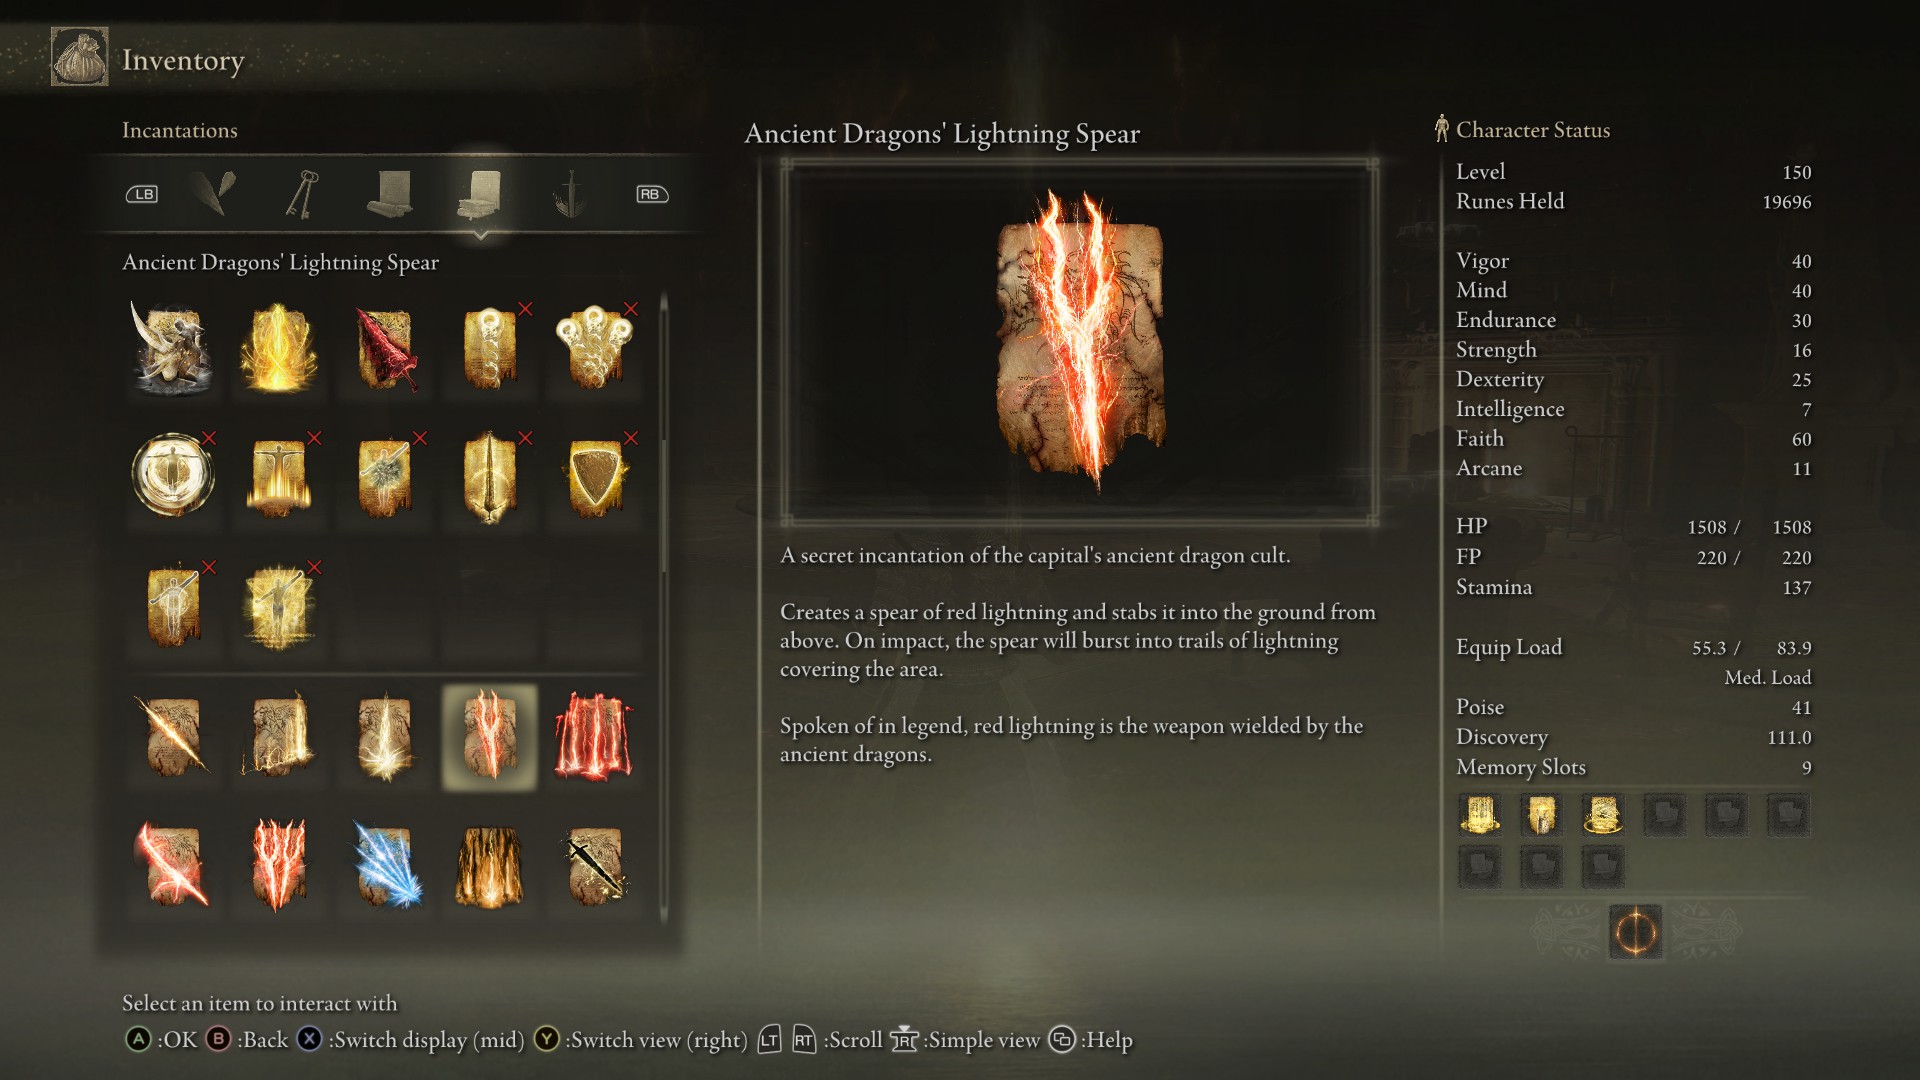 Inventory
Incantations
LB
RB
Ancient Dragons' Lightning Spear
Ancient Dragons' Lightning Spear
A secret incantation of the capital's ancient dragon cult.
Creates a spear of red lightning and stabs it into the ground from
above. On impact, the spear will burst into trails of lightning
covering the area.
Spoken of in legend, red lightning is the weapon wielded by the
ancient dragons.
Character Status
Level 150
Runes Held 19696
Vigor 40
Mind 40
Endurance 30
Strength 16
Dexterity 25
Intelligence 7
Faith 60
Arcane 11
HP 1508 / 1508
FP 220 / 220
Stamina 137
Equip Load 55.3 / 83.9
Med. Load
Poise 41
Discovery 111.0
Memory Slots 9
Select an item to interact with
A :OK B :Back X :Switch display (mid) Y :Switch view (right) LT RT :Scroll R :Simple view :Help